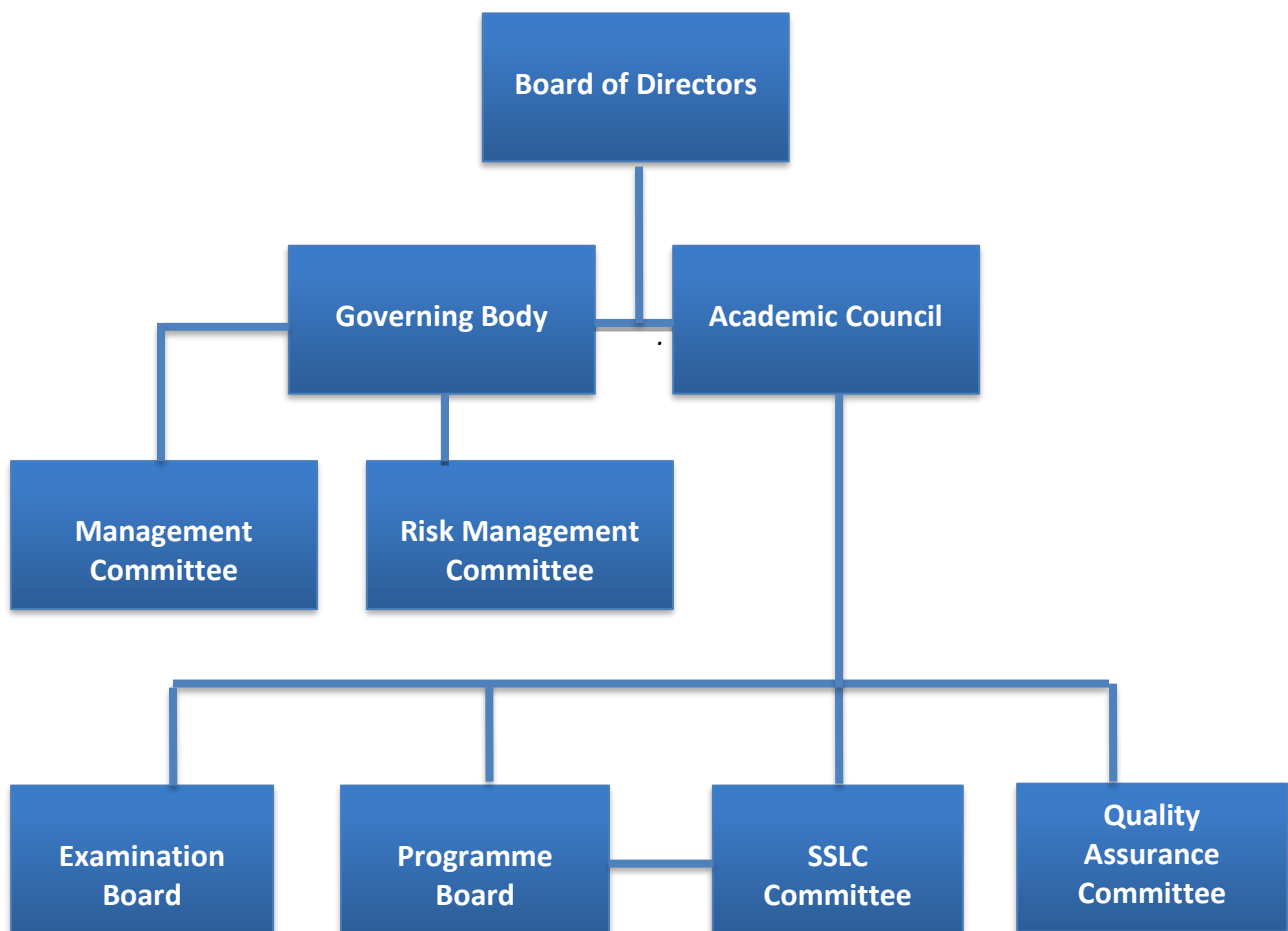 Board of Directors
Governing Body
Academic Council
.
Management
Committee
Risk Management
Committee
Examination
Board
Programme
Board
SSLC
Committee
Quality
Assurance
Committee